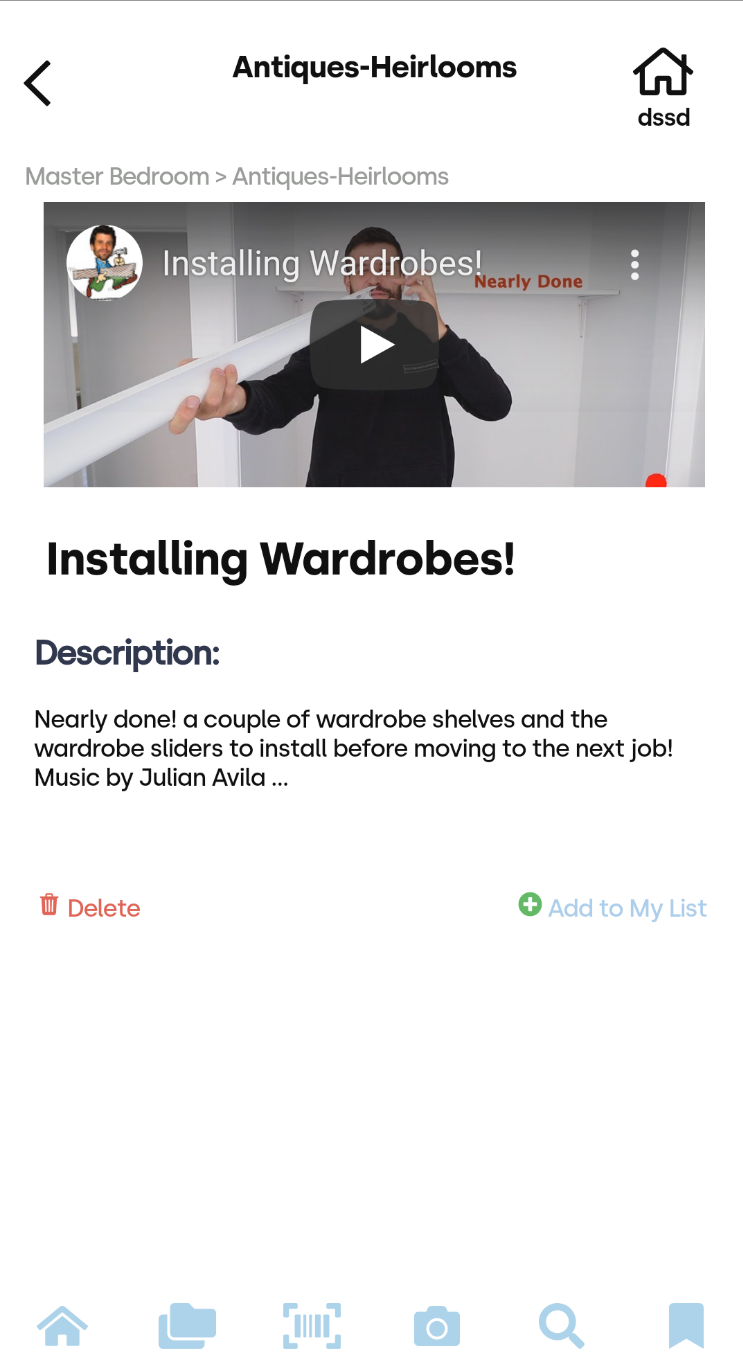 Antiques-Heirlooms
dssd
Master Bedroom > Antiques-Heirlooms
Installing Wardrobes!
Nearly Done
Installing Wardrobes!
Description:
Nearly done! a couple of wardrobe shelves and the
wardrobe sliders to install before moving to the next job!
Music by Julian Avila ...
Delete
Add to My List